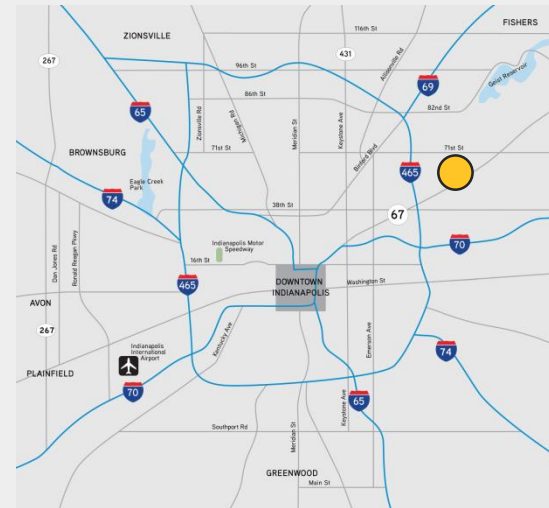 ZIONSVILLE
FISHERS
116th St
431
267
Allisonville Rd
96th St
Geist Reservoir
69
86th St
65
82nd St
Zionsville Rd
Michigan Rd
Meridian St
Keystone Ave
71st St
Binford Blvd
71st St
BROWNSBURG
465
Eagle Creek
Park
74
38th St
67
70
Indianapolis Motor
Speedway
Dan Jones Rd
Ronald Reagan Pkwy
16th St
465
DOWNTOWN
INDIANAPOLIS
Washington St
AVON
267
Kentucky Ave
Emerson Ave
Indianapolis
International
Airport
74
PLAINFIELD
70
65
Keystone Ave
Southport Rd
Meridian St
GREENWOOD
Main St